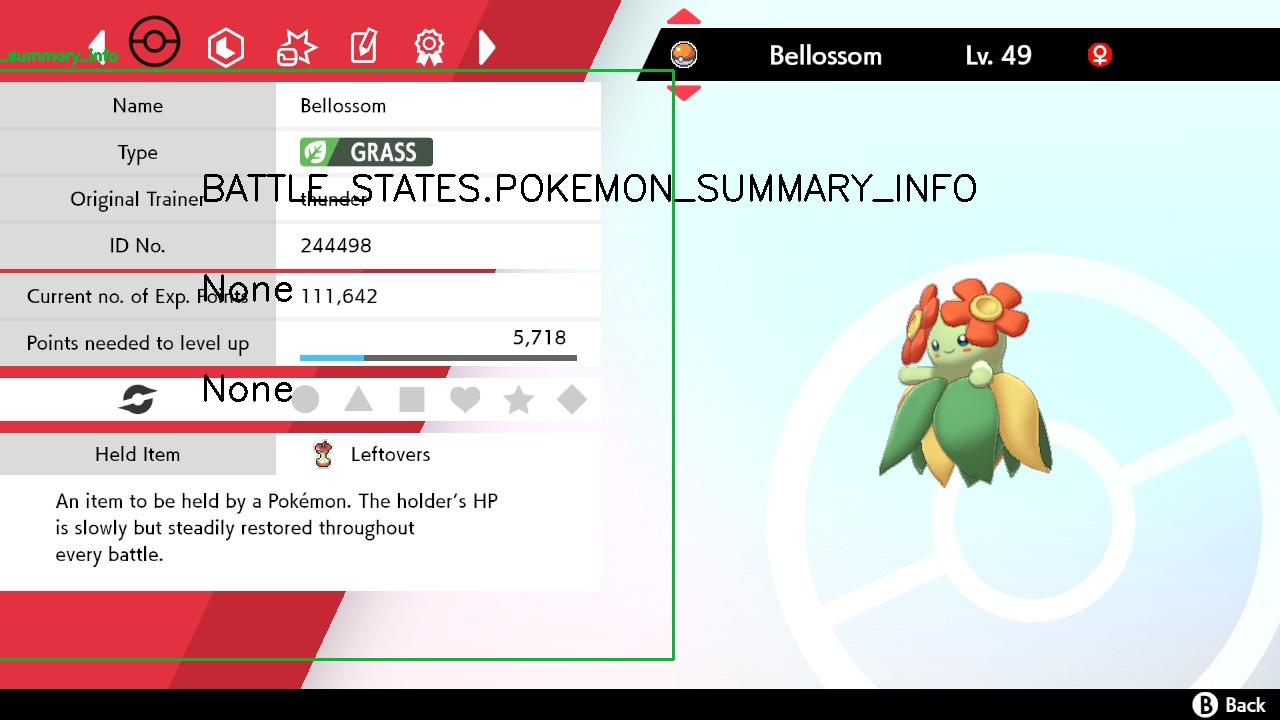 _summary_info
Bellossom Lv. 49
Name Bellossom
Type GRASS
BATTLE_STATES.POKEMON_SUMMARY_INFO
Original Trainer thunder
ID No. 244498
None
Current no. of Exp. Points 111,642
Points needed to level up 5,718
None
Held Item Leftovers
An item to be held by a Pokémon. The holder's HP
is slowly but steadily restored throughout
every battle.
B Back